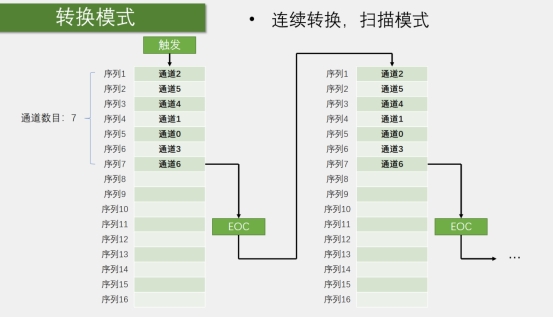 转换模式
• 连续转换，扫描模式
触发
通道数目：7
序列1 通道2
序列2 通道5
序列3 通道4
序列4 通道1
序列5 通道0
序列6 通道3
序列7 通道6
序列8
序列9
序列10
序列11
序列12
序列13
序列14
序列15
序列16
EOC
序列1 通道2
序列2 通道5
序列3 通道4
序列4 通道1
序列5 通道0
序列6 通道3
序列7 通道6
序列8
序列9
序列10
序列11
序列12
序列13
序列14
序列15
序列16
EOC
…